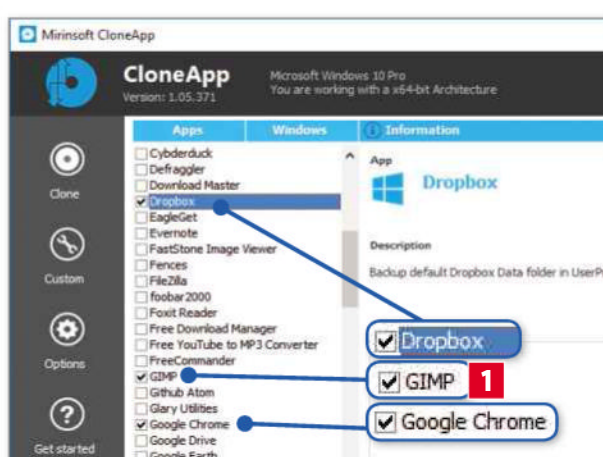 Mirinsoft CloneApp
CloneApp
Version: 1.05.371
Microsoft Windows 10 Pro
You are working with a x64-bit Architecture
Apps
Windows
Information
Clone
Custom
Options
Get started
Cybderduck
Defraggler
Download Master
Dropbox
EagleGet
Evernote
FastStone Image Viewer
Fences
FileZilla
foobar2000
Foxit Reader
Free Download Manager
Free YouTube to MP3 Converter
FreeCommander
GIMP
Github Atom
Glary Utilities
Google Chrome
Google Drive
Google Earth
App
Dropbox
Description
Backup default Dropbox Data folder in UserP
Dropbox
GIMP
1
Google Chrome